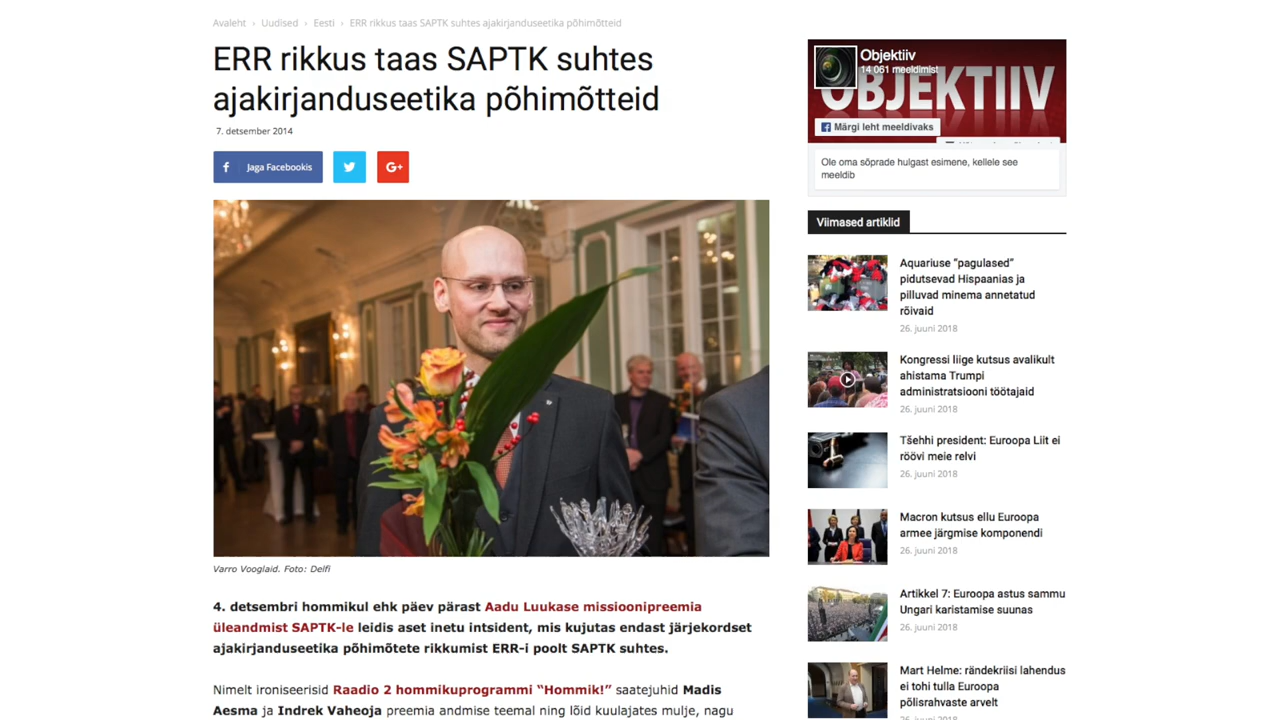 Avaleht › Uudised › Eesti › ERR rikkus taas SAPTK suhtes ajakirjanduseetika põhimõtteid
ERR rikkus taas SAPTK suhtes
ajakirjanduseetika põhimõtteid
7. detsember 2014
Jaga Facebookis
G+
Varro Vooglaid. Foto: Delfi
4. detsembri hommikul ehk päev pärast Aadu Luukase missioonipreemia
üleandmist SAPTK-le leidis aset inetu intsident, mis kujutas endast järjekordset
ajakirjanduseetika põhimõtete rikkumist ERR-i poolt SAPTK suhtes.
Nimelt ironiseerisid Raadio 2 hommikuprogrammi “Hommik!” saatejuhid Madis
Aesma ja Indrek Vaheoja preemia andmise teemal ning lõid kuulajates mulje, nagu
Objektiiv
14 061 meeldimist
OBJEKTIIV
Märgi leht meeldivaks
Ole oma sõprade hulgast esimene, kellele see
meeldib
Viimased artiklid
Aquariuse “pagulased”
pidutsevad Hispaanias ja
pilluvad minema annetatud
rõivaid
26. juuni 2018
Kongressi liige kutsus avalikult
ahistama Trumpi
administratsiooni töötajaid
26. juuni 2018
Tšehhi president: Euroopa Liit ei
röövi meie relvi
26. juuni 2018
Macron kutsus ellu Euroopa
armee järgmise komponendi
26. juuni 2018
Artikkel 7: Euroopa astus sammu
Ungari karistamise suunas
26. juuni 2018
Mart Helme: rändekriisi lahendus
ei tohi tulla Euroopa
põlisrahvaste arvelt
26. juuni 2018